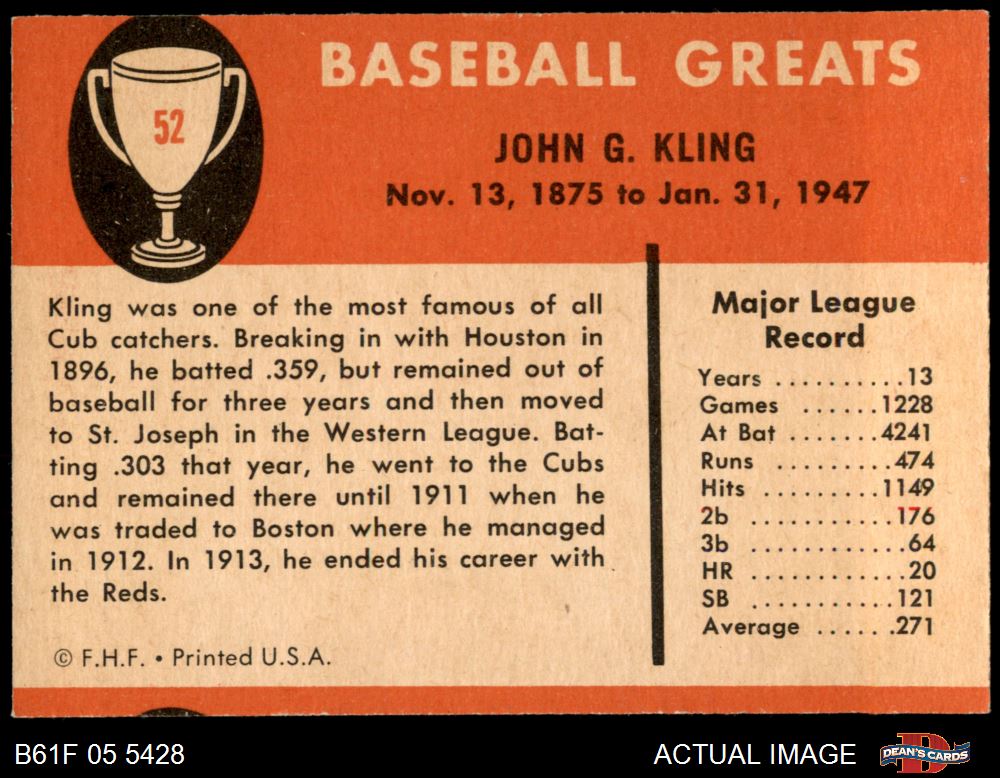 52
BASEBALL GREATS
JOHN G. KLING
Nov. 13, 1875 to Jan. 31, 1947
Kling was one of the most famous of all
Cub catchers. Breaking in with Houston in
1896, he batted .359, but remained out of
baseball for three years and then moved
to St. Joseph in the Western League. Bat-
ting .303 that year, he went to the Cubs
and remained there until 1911 when he
was traded to Boston where he managed
in 1912. In 1913, he ended his career with
the Reds.
© F.H.F. • Printed U.S.A.
Major League
Record
Years ..........13
Games ......1228
At Bat .......4241
Runs .........474
Hits .........1149
2b ...........176
3b ............64
HR ............20
SB ...........121
Average ......271
B61F 05 5428
ACTUAL IMAGE
D
DEAN'S CARDS